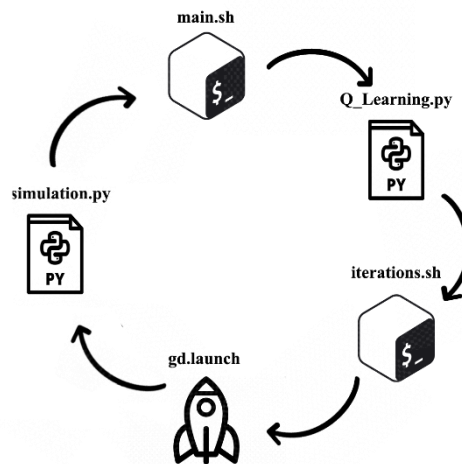 main.sh
$_
Q_Learning.py
PY
simulation.py
PY
iterations.sh
$_
gd.launch